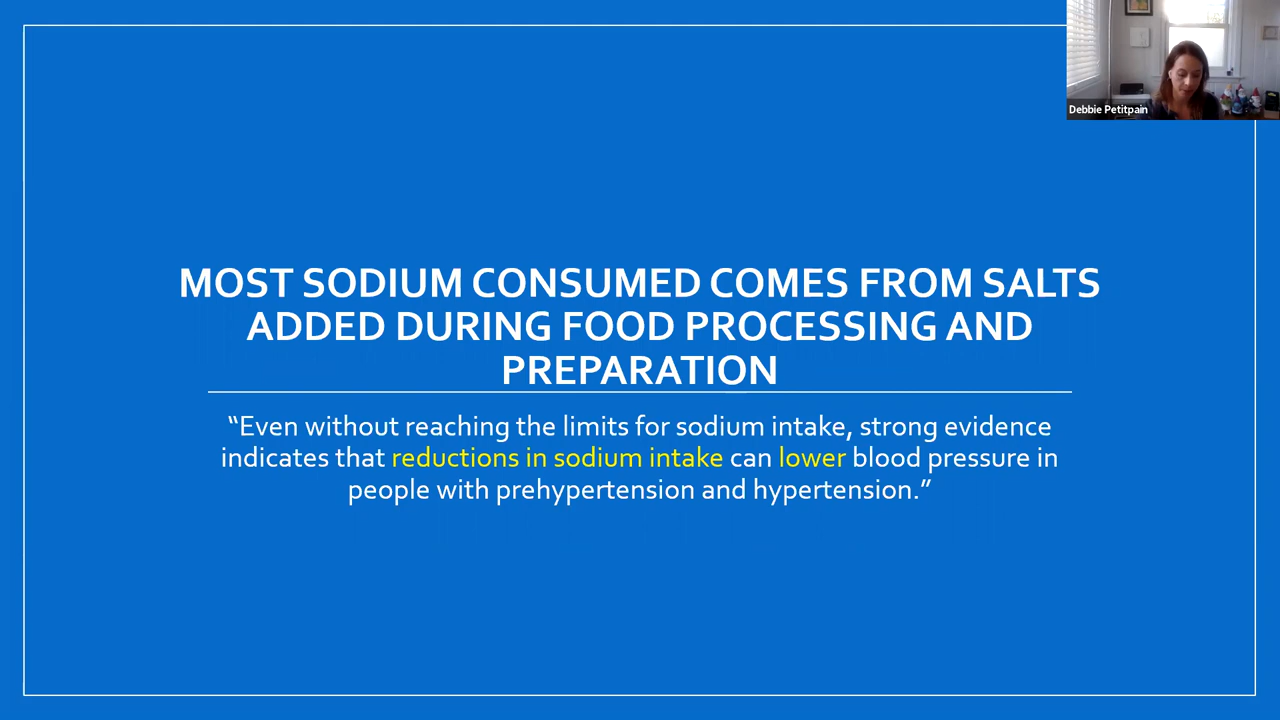 Debbie Petitpain
MOST SODIUM CONSUMED COMES FROM SALTS
ADDED DURING FOOD PROCESSING AND
PREPARATION
“Even without reaching the limits for sodium intake, strong evidence
indicates that reductions in sodium intake can lower blood pressure in
people with prehypertension and hypertension.”